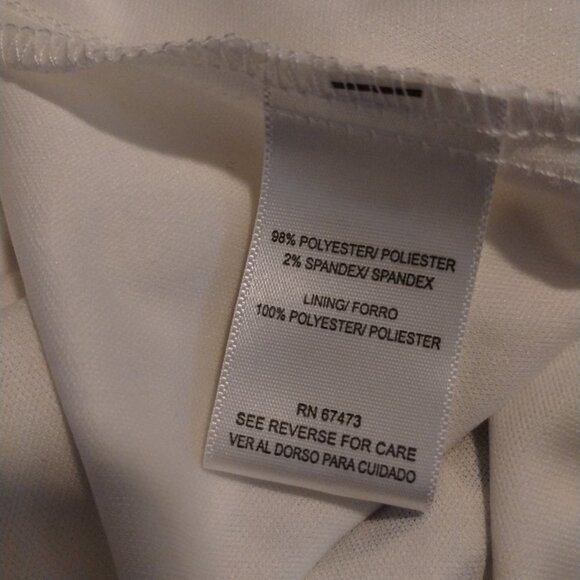 98% POLYESTER/ POLIESTER
2% SPANDEX/ SPANDEX
LINING/ FORRO
100% POLYESTER/ POLIESTER
RN 67473
SEE REVERSE FOR CARE
VER AL DORSO PARA CUIDADO